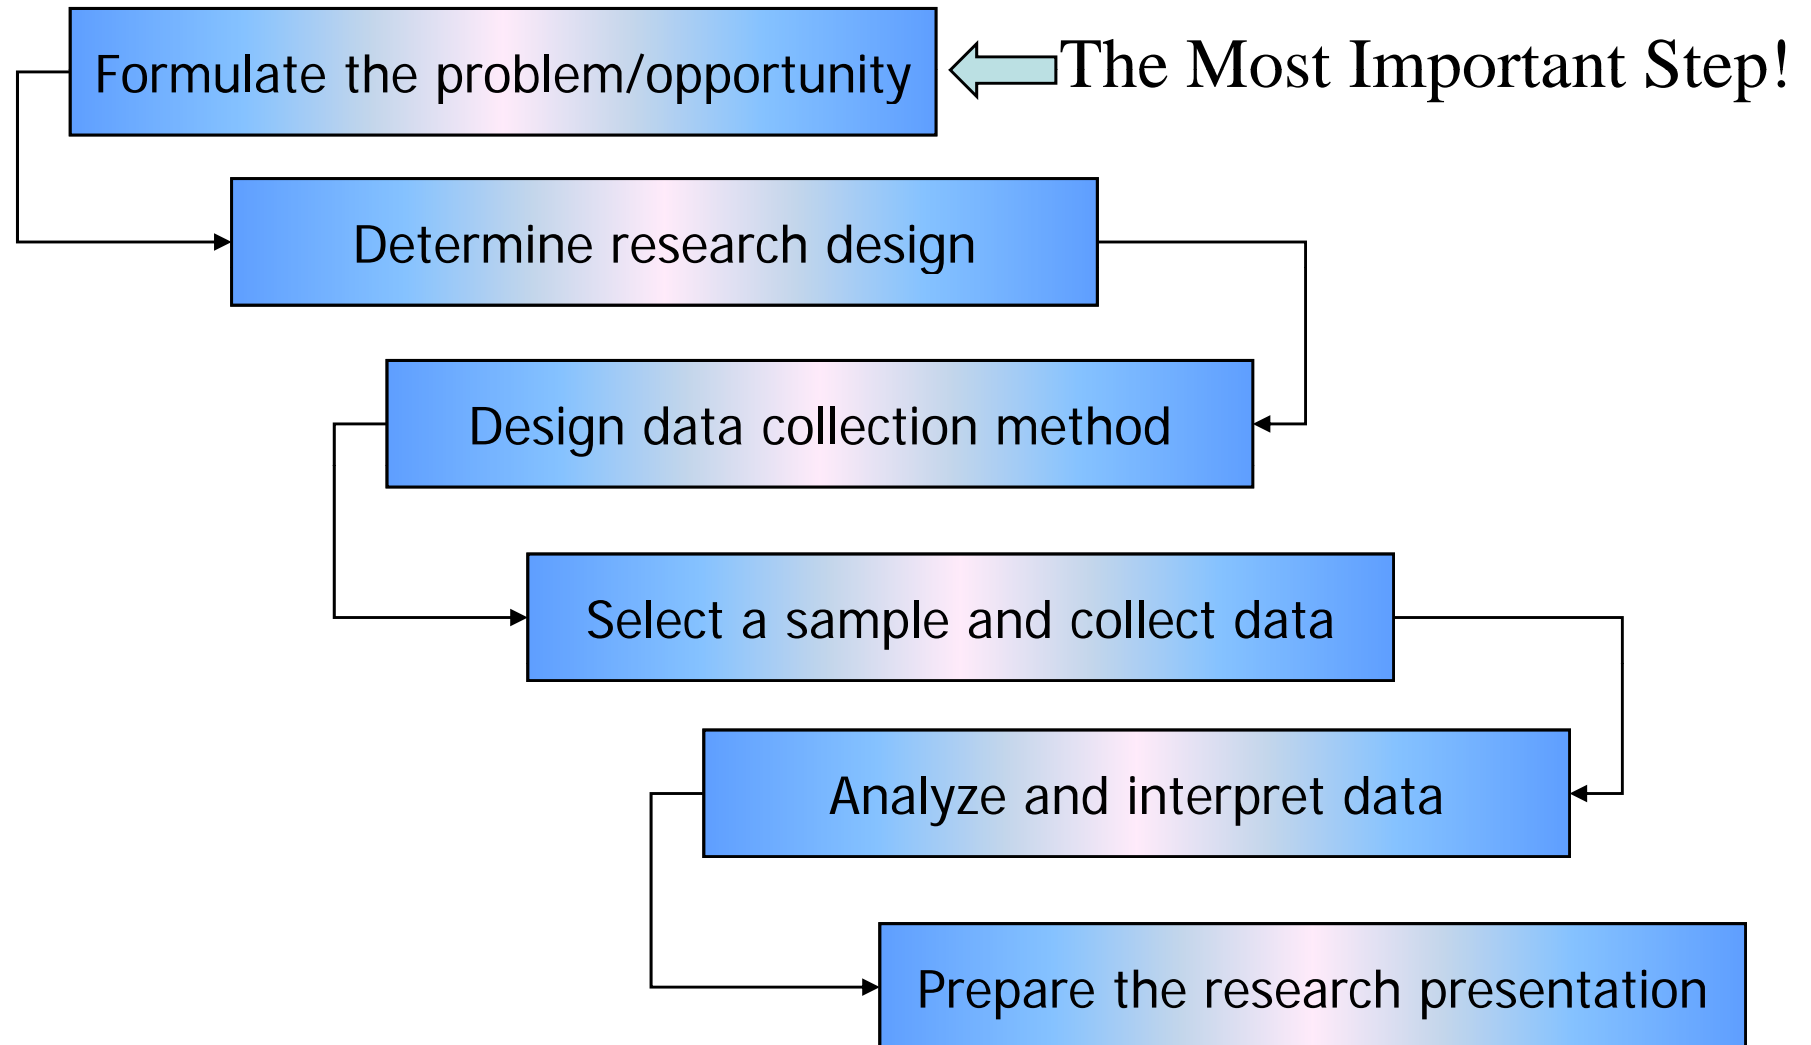 Formulate the problem/opportunity
The Most Important Step!
Determine research design
Design data collection method
Select a sample and collect data
Analyze and interpret data
Prepare the research presentation